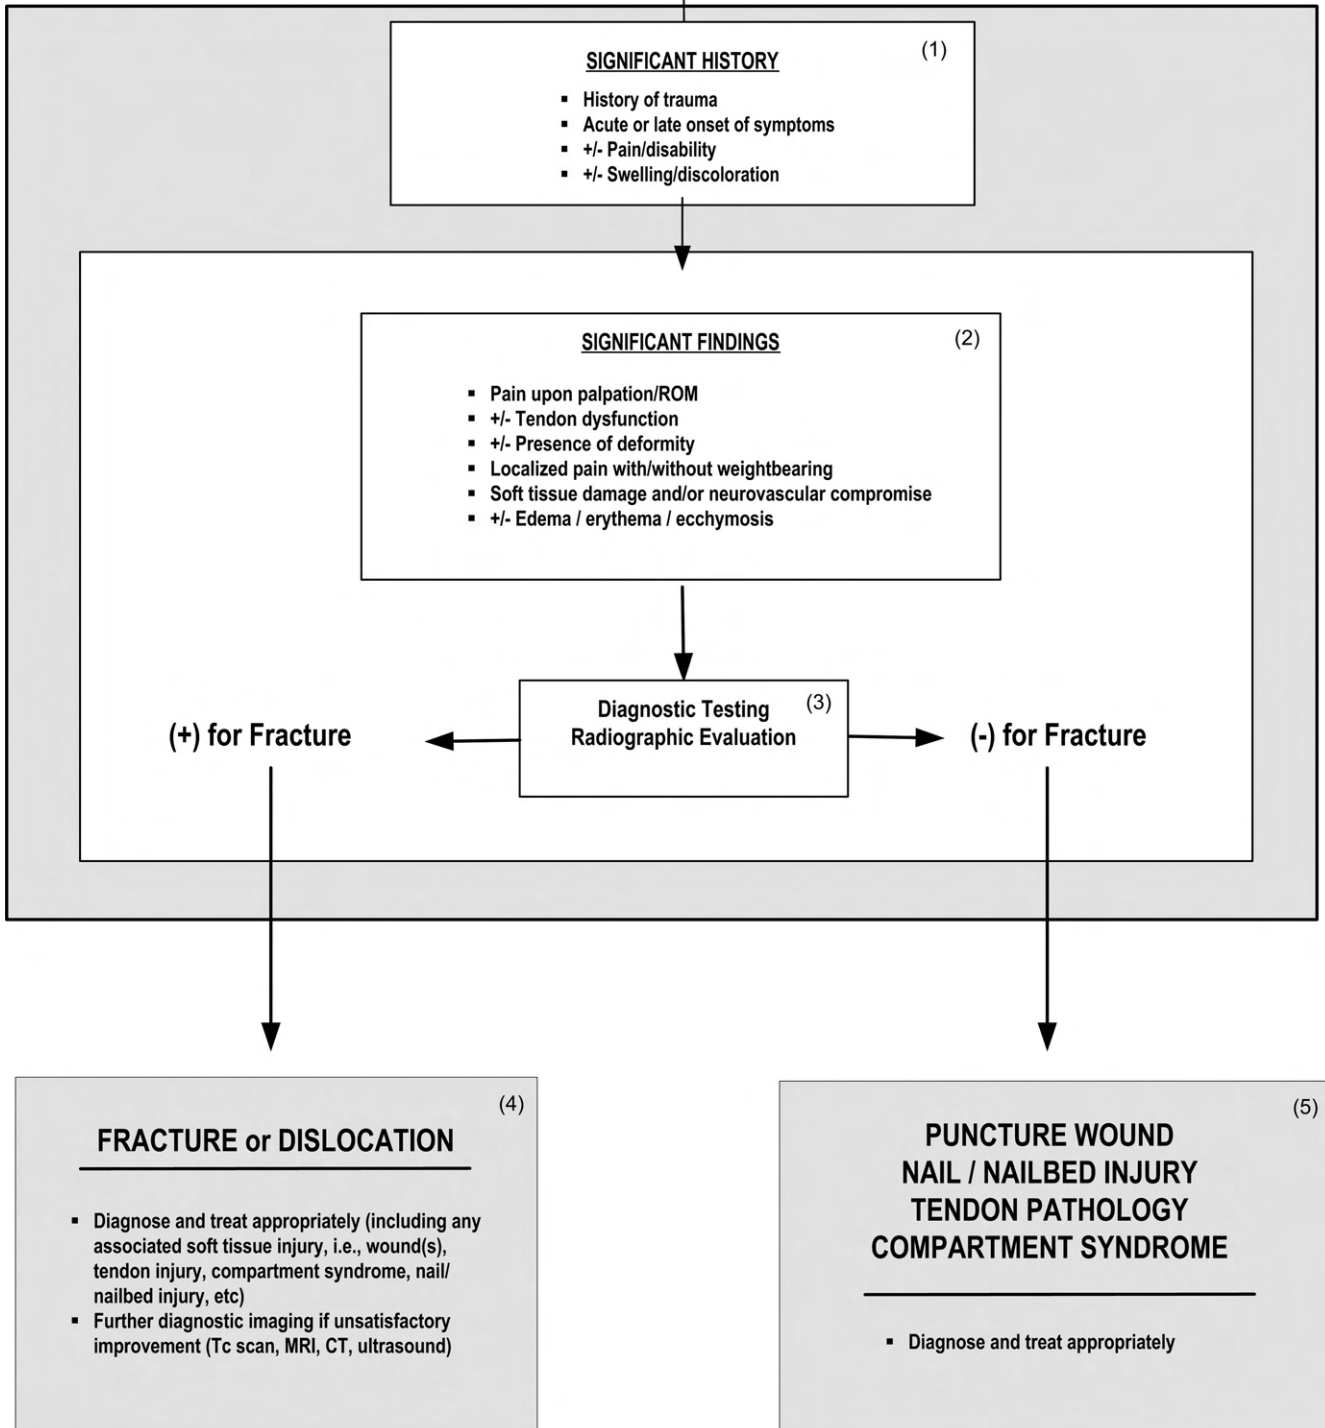 (1)
SIGNIFICANT HISTORY
▪ History of trauma
▪ Acute or late onset of symptoms
▪ +/- Pain/disability
▪ +/- Swelling/discoloration
(2)
SIGNIFICANT FINDINGS
▪ Pain upon palpation/ROM
▪ +/- Tendon dysfunction
▪ +/- Presence of deformity
▪ Localized pain with/without weightbearing
▪ Soft tissue damage and/or neurovascular compromise
▪ +/- Edema / erythema / ecchymosis
(3)
Diagnostic Testing
Radiographic Evaluation
(+) for Fracture
(-) for Fracture
(4)
FRACTURE or DISLOCATION
▪ Diagnose and treat appropriately (including any
associated soft tissue injury, i.e., wound(s),
tendon injury, compartment syndrome, nail/
nailbed injury, etc)
▪ Further diagnostic imaging if unsatisfactory
improvement (Tc scan, MRI, CT, ultrasound)
(5)
PUNCTURE WOUND
NAIL / NAILBED INJURY
TENDON PATHOLOGY
COMPARTMENT SYNDROME
▪ Diagnose and treat appropriately